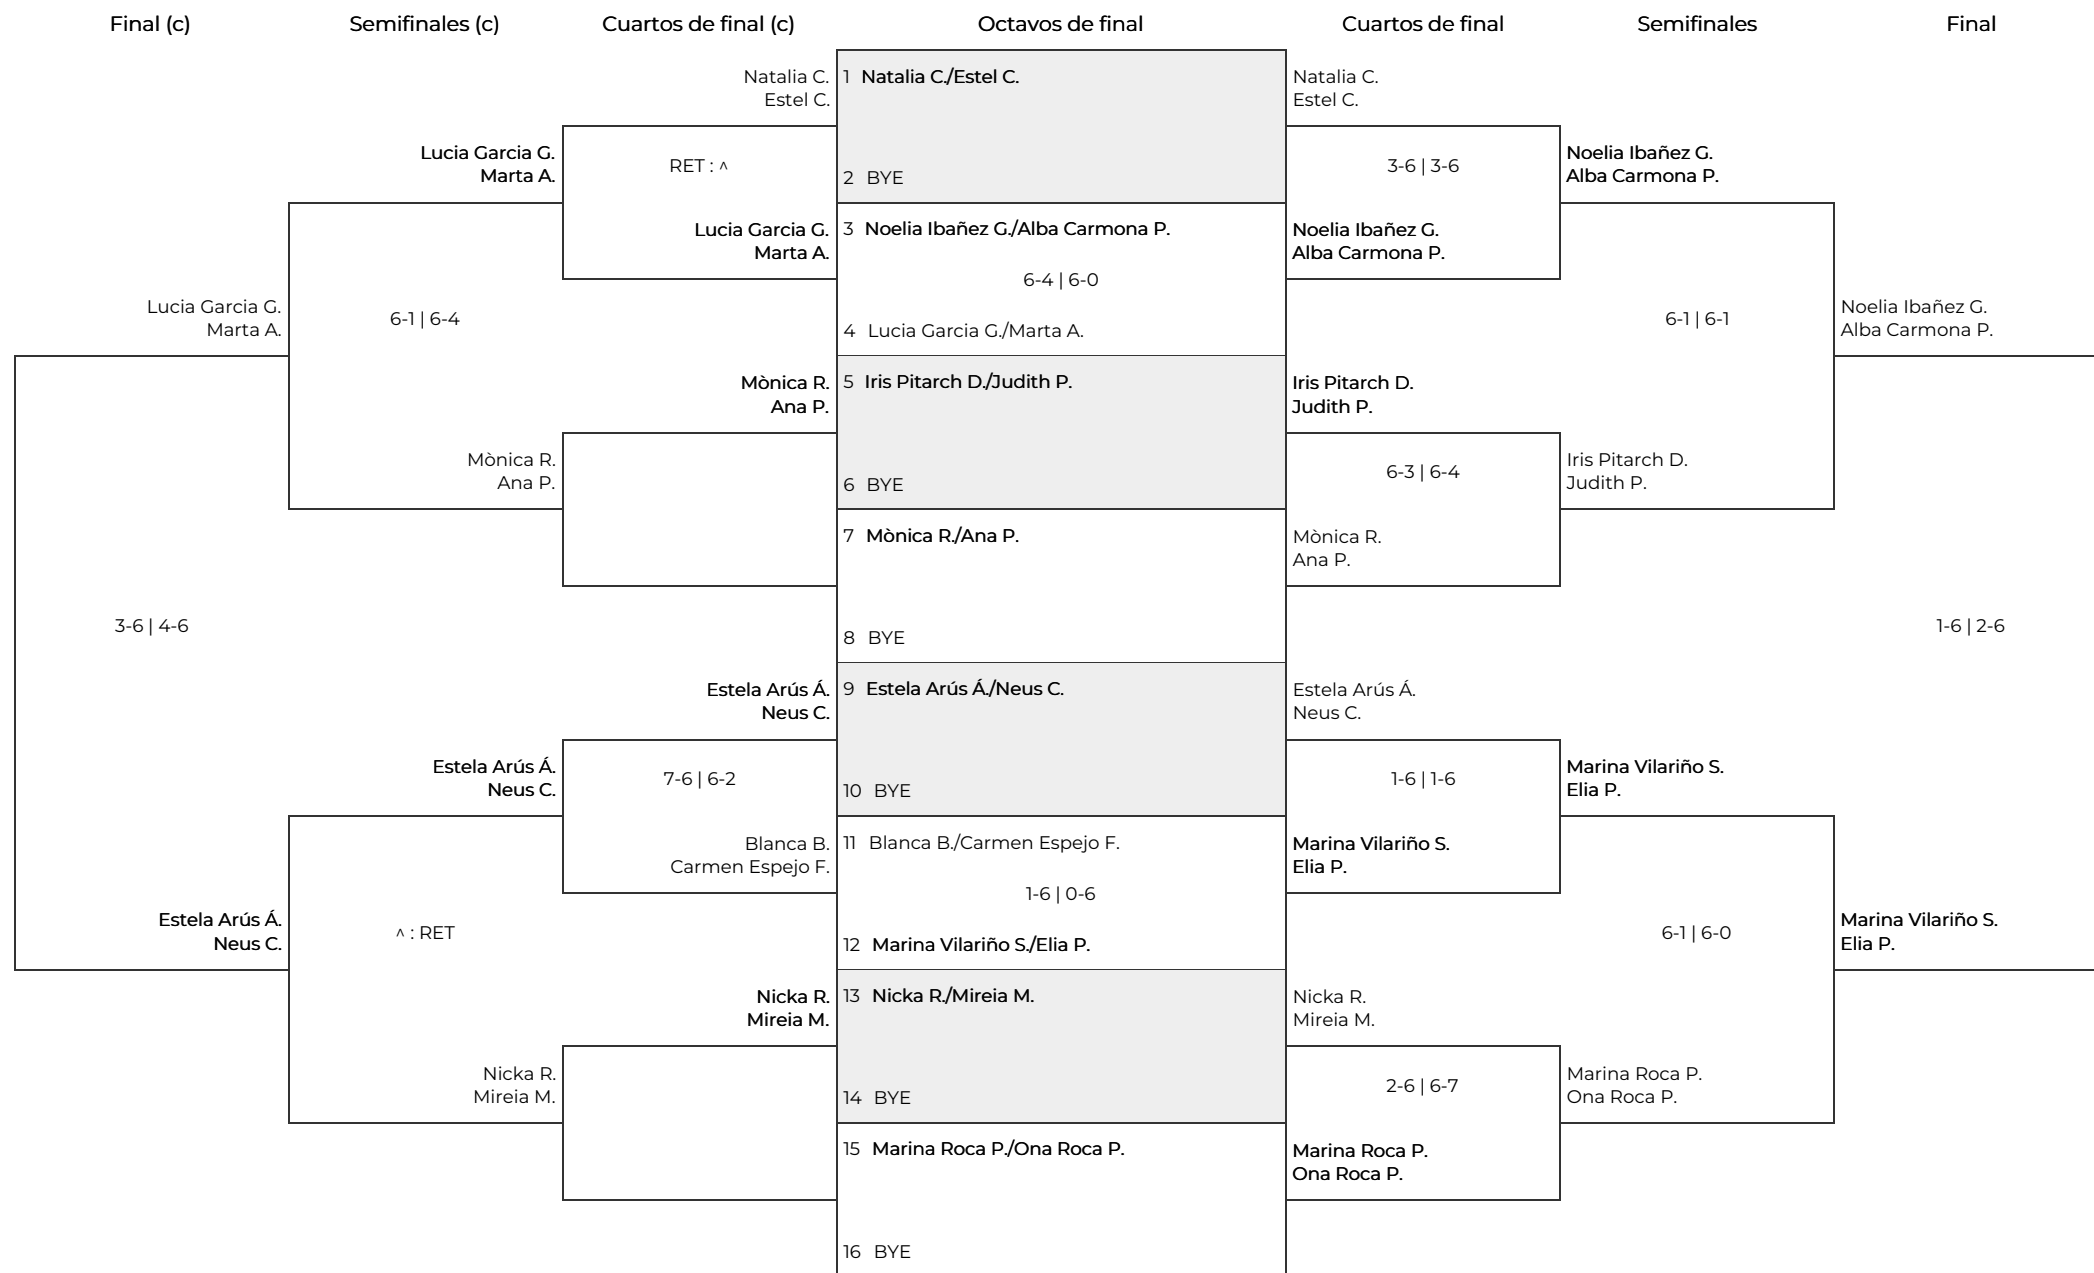 Final (c)
Semifinales (c)
Cuartos de final (c)
Octavos de final
Cuartos de final
Semifinales
Final
Lucia Garcia G.
Marta A.
3-6 | 4-6
Estela Arús Á.
Neus C.
Lucia Garcia G.
Marta A.
6-1 | 6-4
Mònica R.
Ana P.
Estela Arús Á.
Neus C.
^ : RET
Nicka R.
Mireia M.
Natalia C.
Estel C.
RET : ^
Lucia Garcia G.
Marta A.
Mònica R.
Ana P.
Estela Arús Á.
Neus C.
7-6 | 6-2
Blanca B.
Carmen Espejo F.
Nicka R.
Mireia M.
1 Natalia C./Estel C.
2 BYE
3 Noelia Ibañez G./Alba Carmona P.
6-4 | 6-0
4 Lucia Garcia G./Marta A.
5 Iris Pitarch D./Judith P.
6 BYE
7 Mònica R./Ana P.
8 BYE
9 Estela Arús Á./Neus C.
10 BYE
11 Blanca B./Carmen Espejo F.
1-6 | 0-6
12 Marina Vilariño S./Elia P.
13 Nicka R./Mireia M.
14 BYE
15 Marina Roca P./Ona Roca P.
16 BYE
Natalia C.
Estel C.
3-6 | 3-6
Noelia Ibañez G.
Alba Carmona P.
Iris Pitarch D.
Judith P.
6-3 | 6-4
Mònica R.
Ana P.
Estela Arús Á.
Neus C.
1-6 | 1-6
Marina Vilariño S.
Elia P.
Nicka R.
Mireia M.
2-6 | 6-7
Marina Roca P.
Ona Roca P.
Noelia Ibañez G.
Alba Carmona P.
6-1 | 6-1
Iris Pitarch D.
Judith P.
Marina Vilariño S.
Elia P.
6-1 | 6-0
Marina Roca P.
Ona Roca P.
Noelia Ibañez G.
Alba Carmona P.
1-6 | 2-6
Marina Vilariño S.
Elia P.